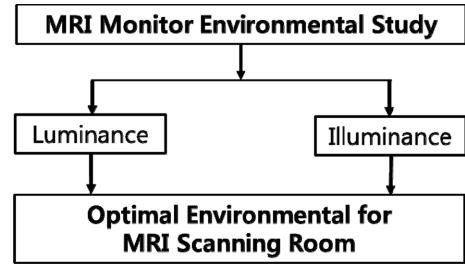 MRI Monitor Environmental Study
Luminance
Illuminance
Optimal Environmental for
MRI Scanning Room